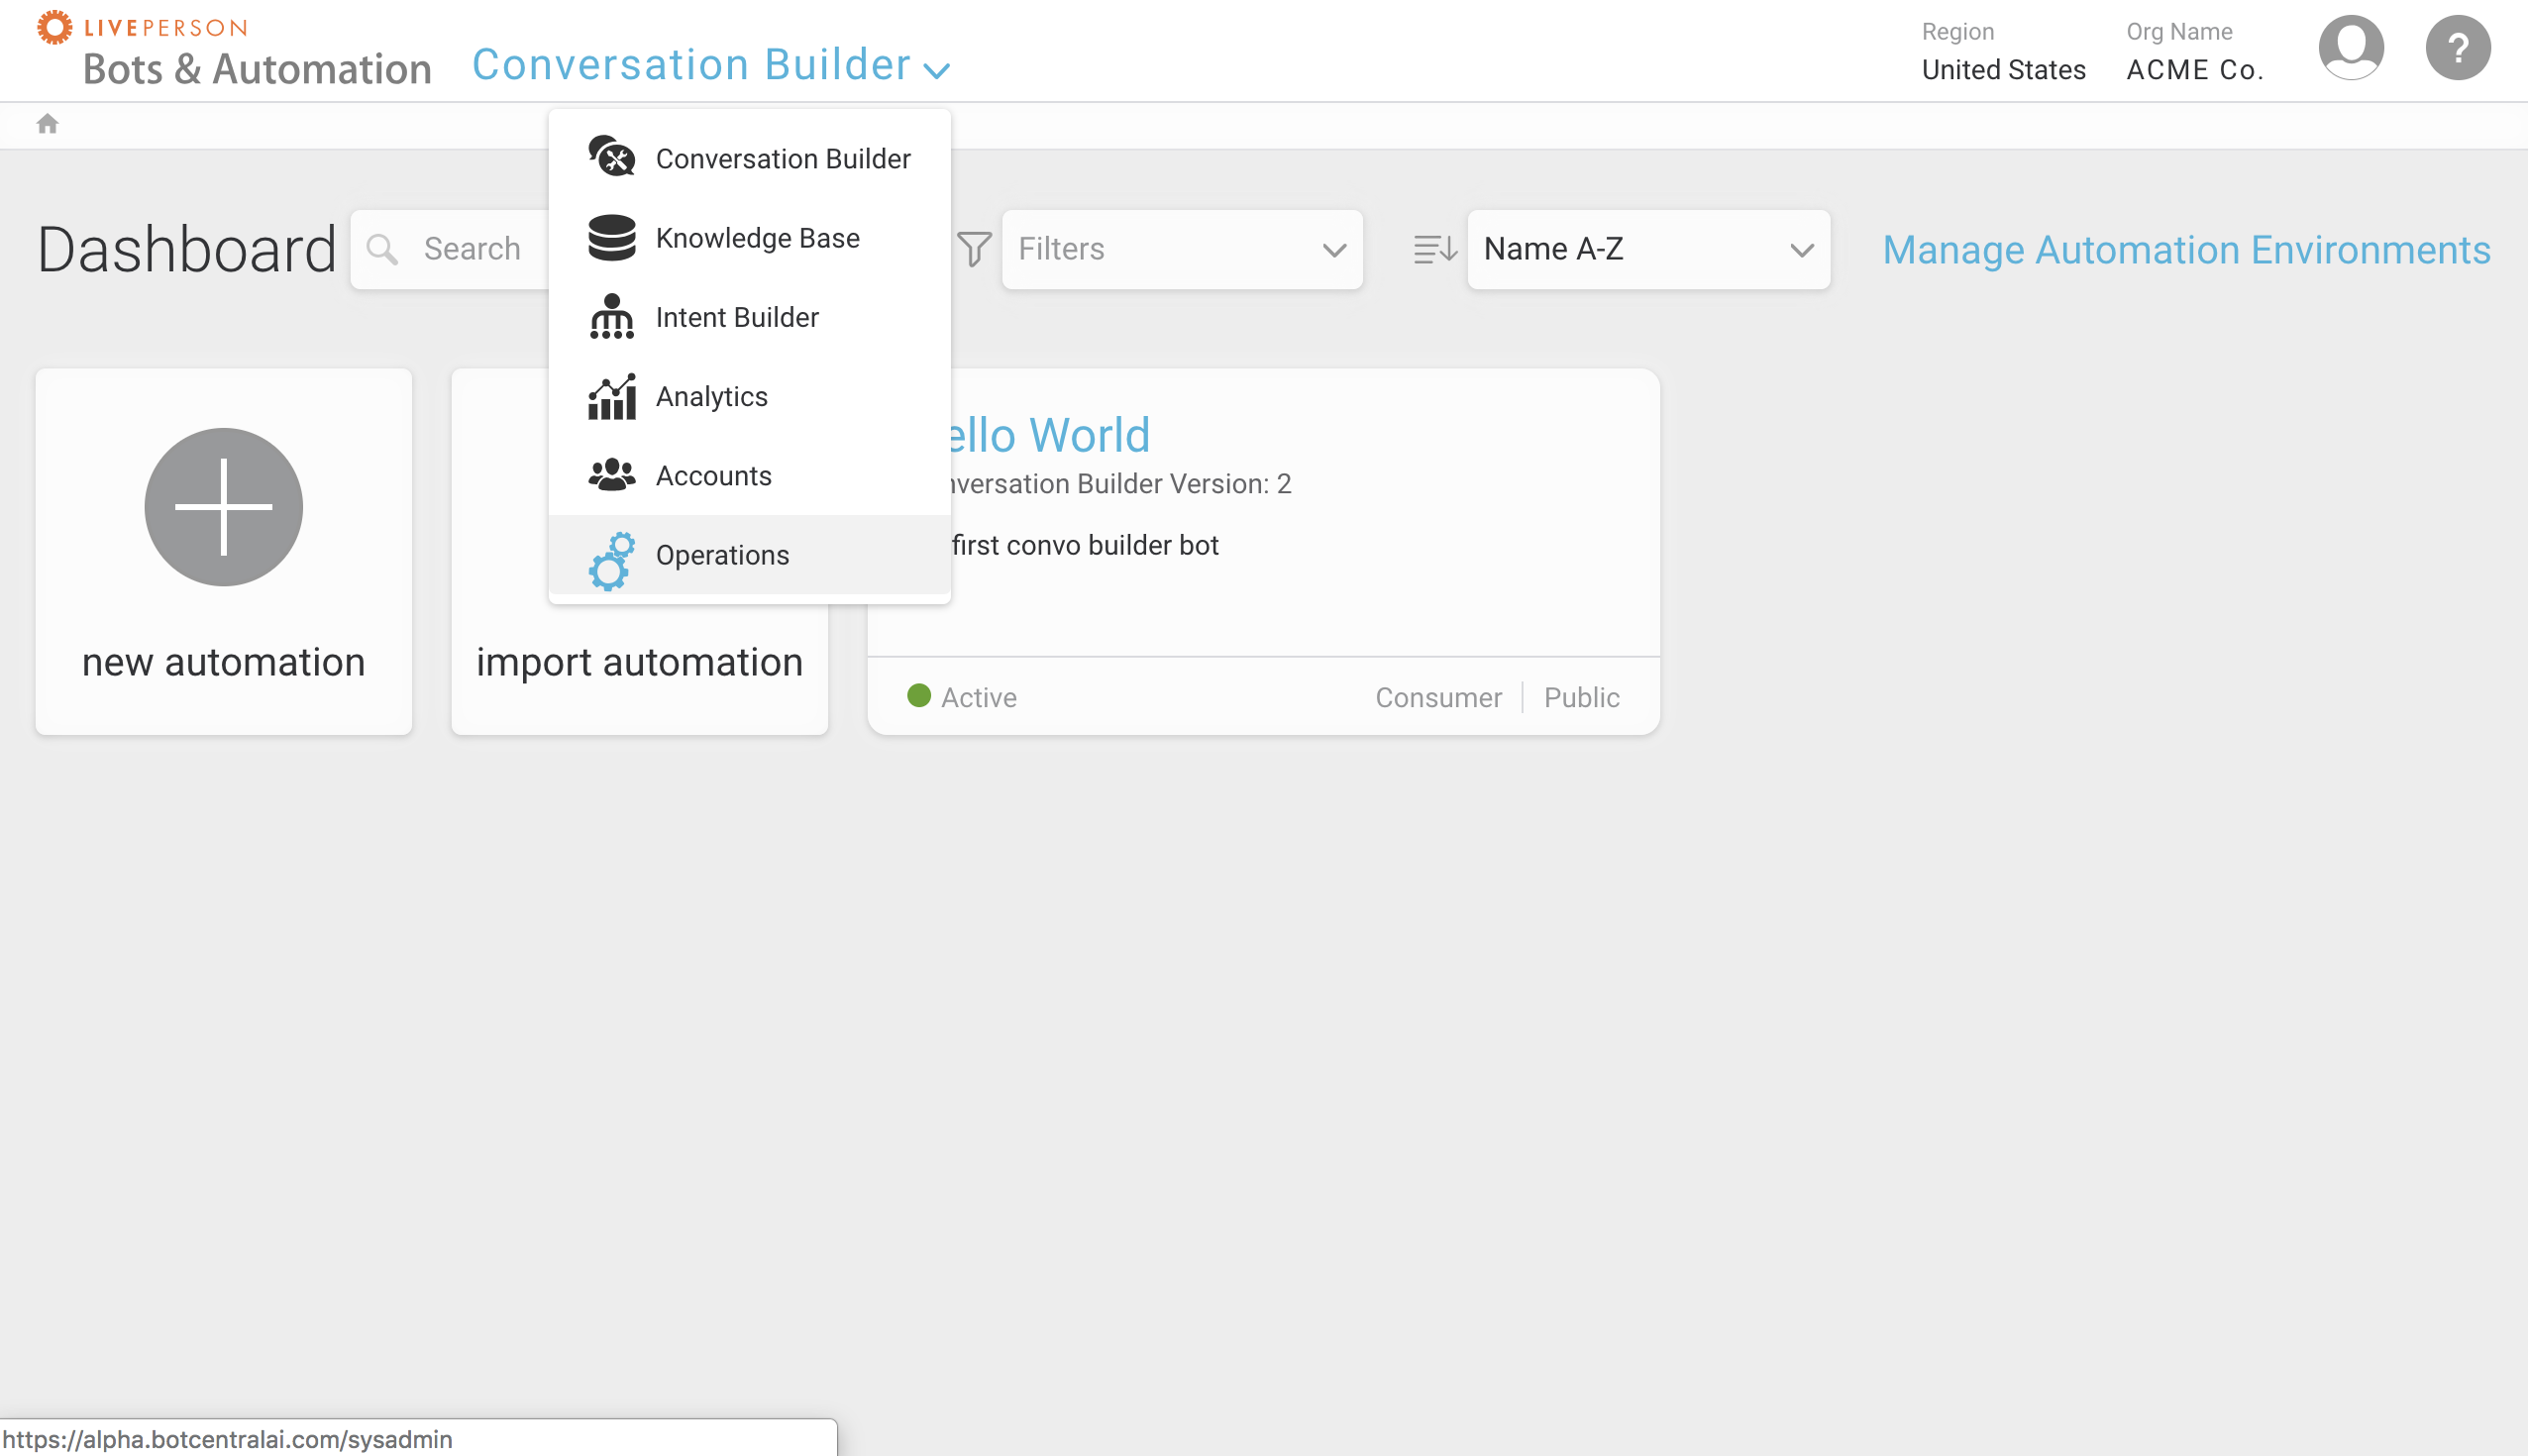 LIVEPERSON
Bots & Automation
Conversation Builder
Region
United States
Org Name
ACME Co.
?
Conversation Builder
Knowledge Base
Intent Builder
Analytics
Accounts
Operations
Dashboard
Search
Filters
Name A-Z
Manage Automation Environments
new automation
import automation
ello World
versation Builder Version: 2
first convo builder bot
Active
Consumer
Public
https://alpha.botcentralai.com/sysadmin